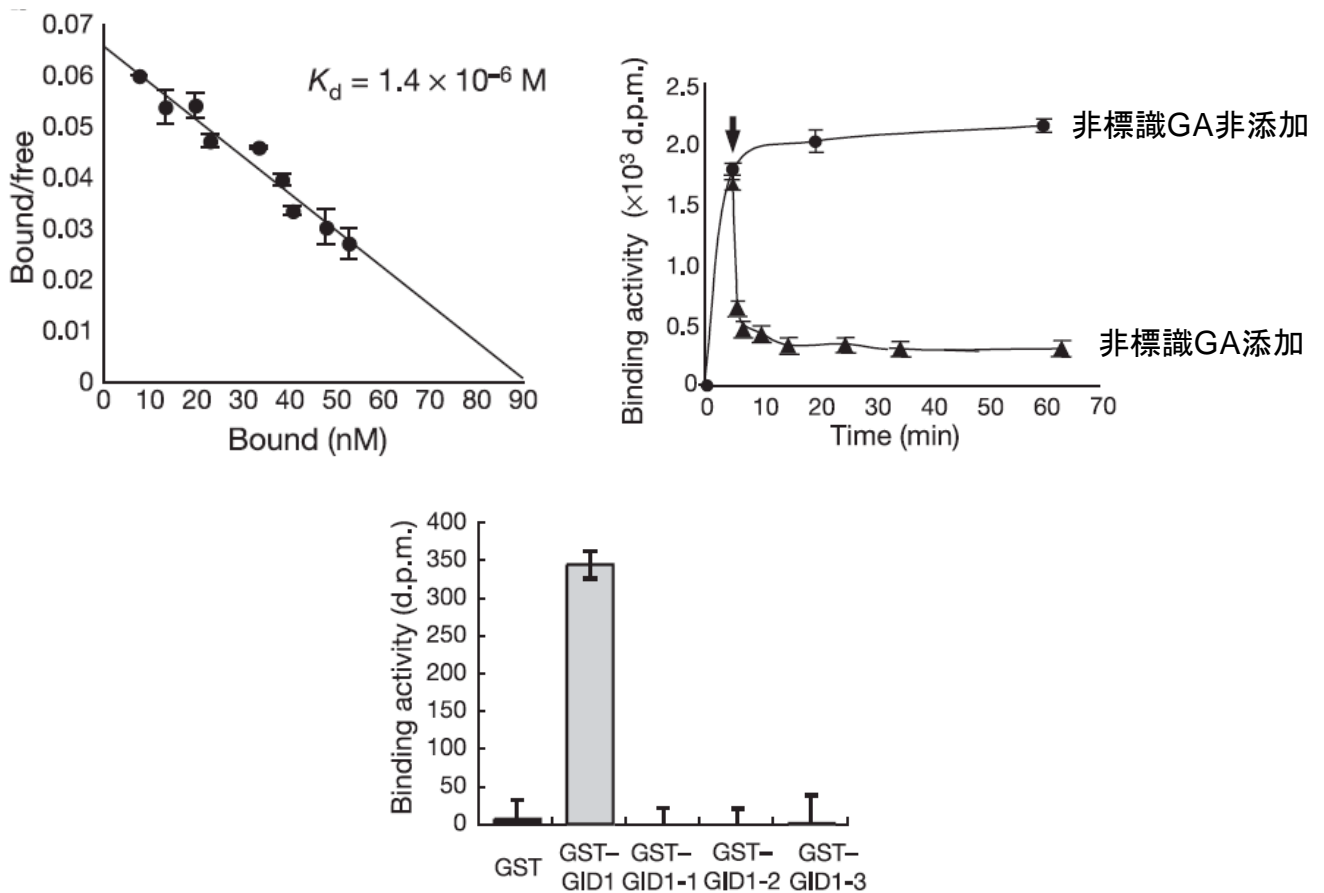 0.07
0.06
0.05
0.04
0.03
0.02
0.01
0
Bound/free
Kd = 1.4 × 10–6 M
0 10 20 30 40 50 60 70 80 90
Bound (nM)
2.5
2.0
1.5
1.0
0.5
0
Binding activity (×10³ d.p.m.)
非標識GA非添加
非標識GA添加
0 10 20 30 40 50 60 70
Time (min)
400
350
300
250
200
150
100
50
0
Binding activity (d.p.m.)
GST
GST–
GID1
GST–
GID1-1
GST–
GID1-2
GST–
GID1-3